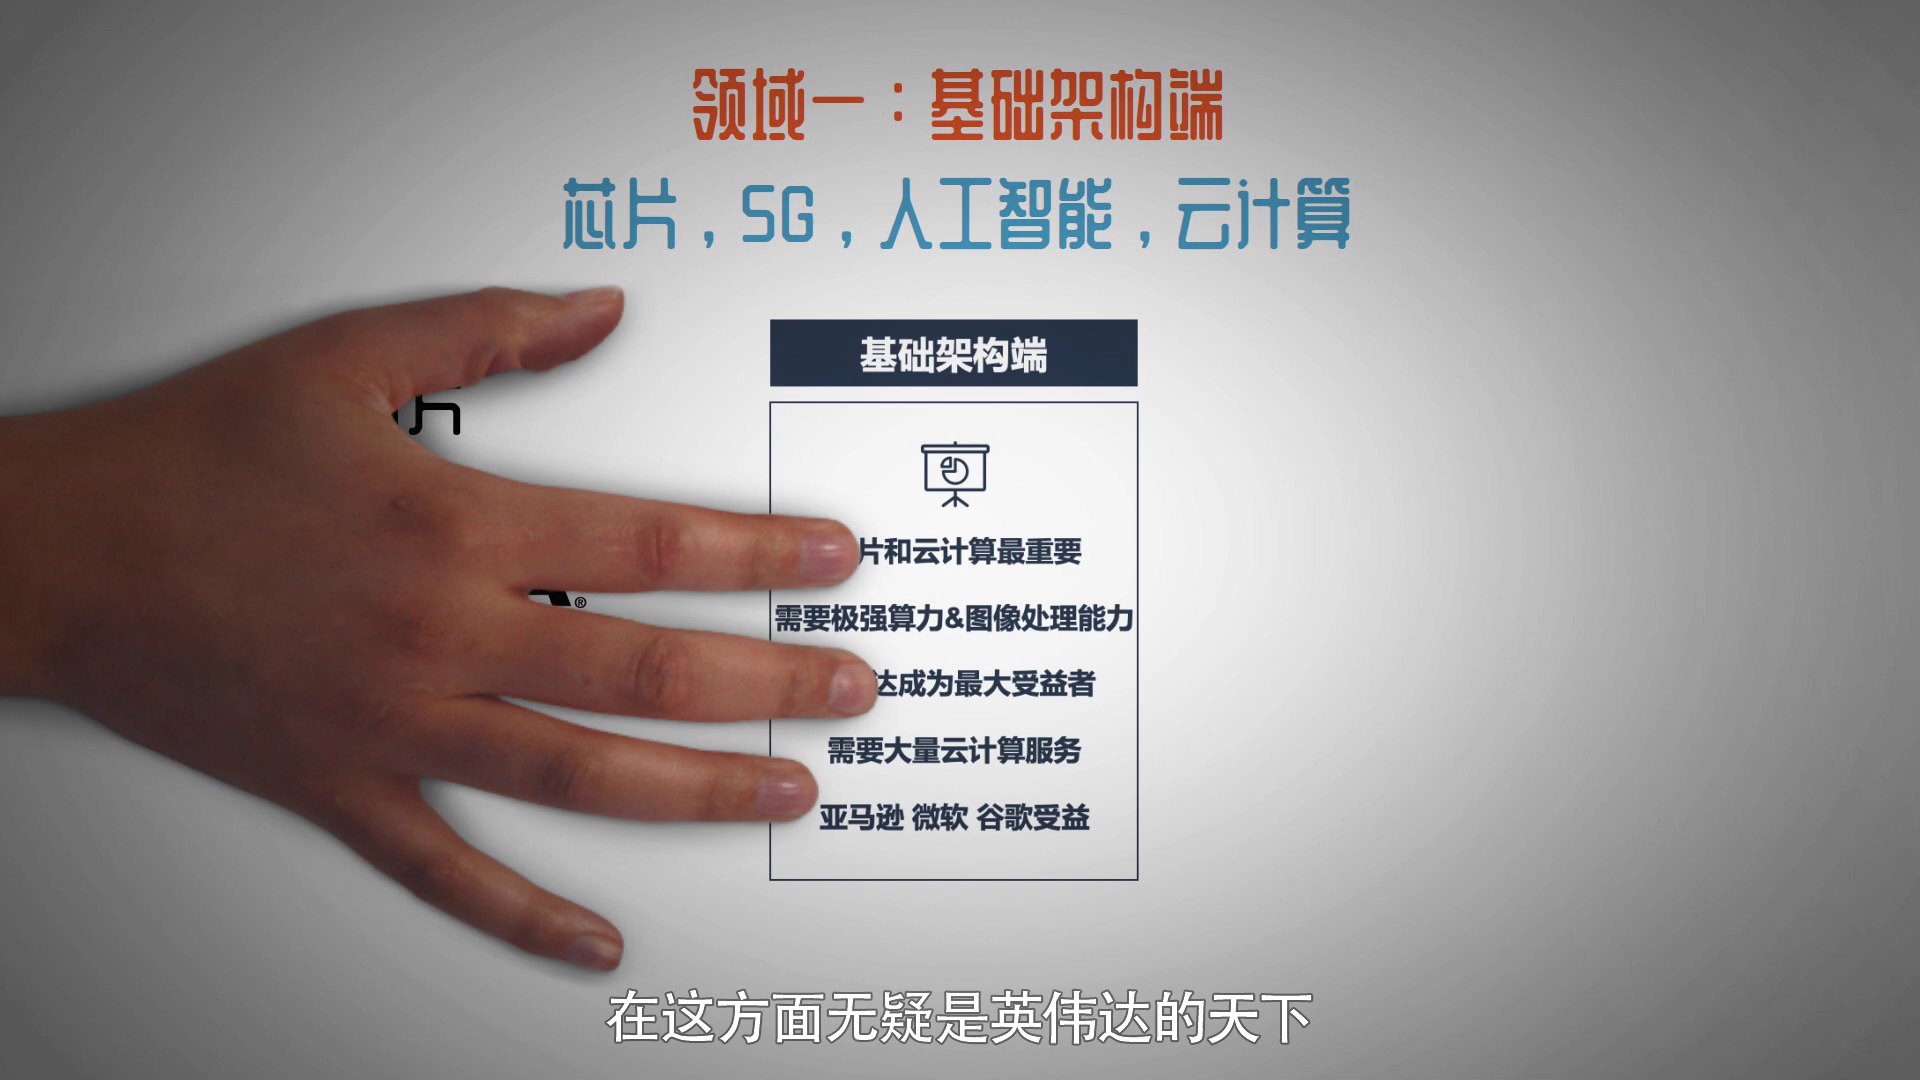 领域一：基础架构端
芯片，5G，人工智能，云计算
基础架构端
片
片和云计算最重要
®
需要极强算力&图像处理能力
达成为最大受益者
需要大量云计算服务
亚马逊 微软 谷歌受益
在这方面无疑是英伟达的天下